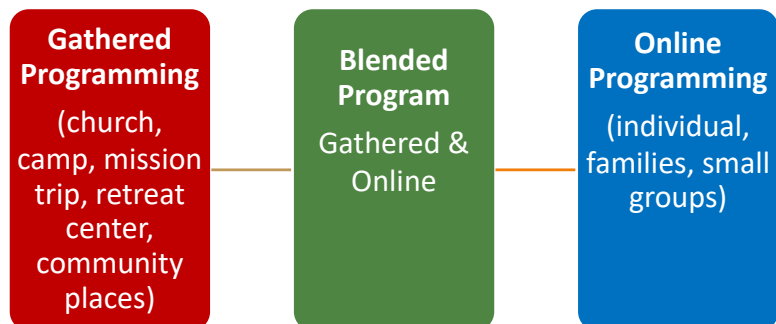 Gathered
Programming
(church,
camp, mission
trip, retreat
center,
community
places)
Blended
Program
Gathered &
Online
Online
Programming
(individual,
families, small
groups)